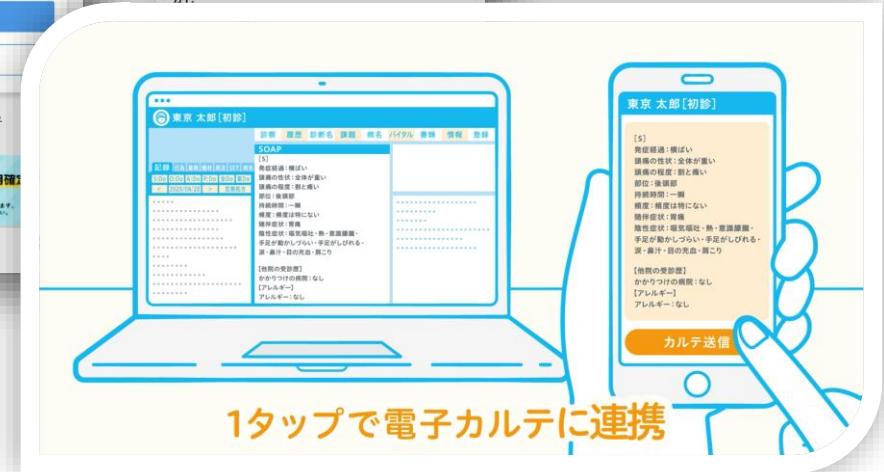 東京 太郎[初診]
診察 履歴 診断名 課題 病名 バイタル 書類 情報 登録
SOAP
[S]
発症経過:横ばい
頭痛の性状:全体が重い
頭痛の程度:割と痛い
部位:後頭部
持続時間:一瞬
頻度:頻度は特にない
随伴症状:胃痛
陰性症状:嘔気嘔吐・熱・意識朦朧・
手足が動かしづらい・手足がしびれる・
涙・鼻汁・目の充血・肩こり
【他院の受診歴】
かかりつけの病院:なし
【アレルギー】
アレルギー:なし
記録
< 2025/08/20 >
東京 太郎[初診]
[S]
発症経過:横ばい
頭痛の性状:全体が重い
頭痛の程度:割と痛い
部位:後頭部
持続時間:一瞬
頻度:頻度は特にない
随伴症状:胃痛
陰性症状:嘔気嘔吐・熱・意識朦朧・
手足が動かしづらい・手足がしびれる・
涙・鼻汁・目の充血・肩こり
【他院の受診歴】
かかりつけの病院:なし
【アレルギー】
アレルギー:なし
カルテ送信
1タップで電子カルテに連携